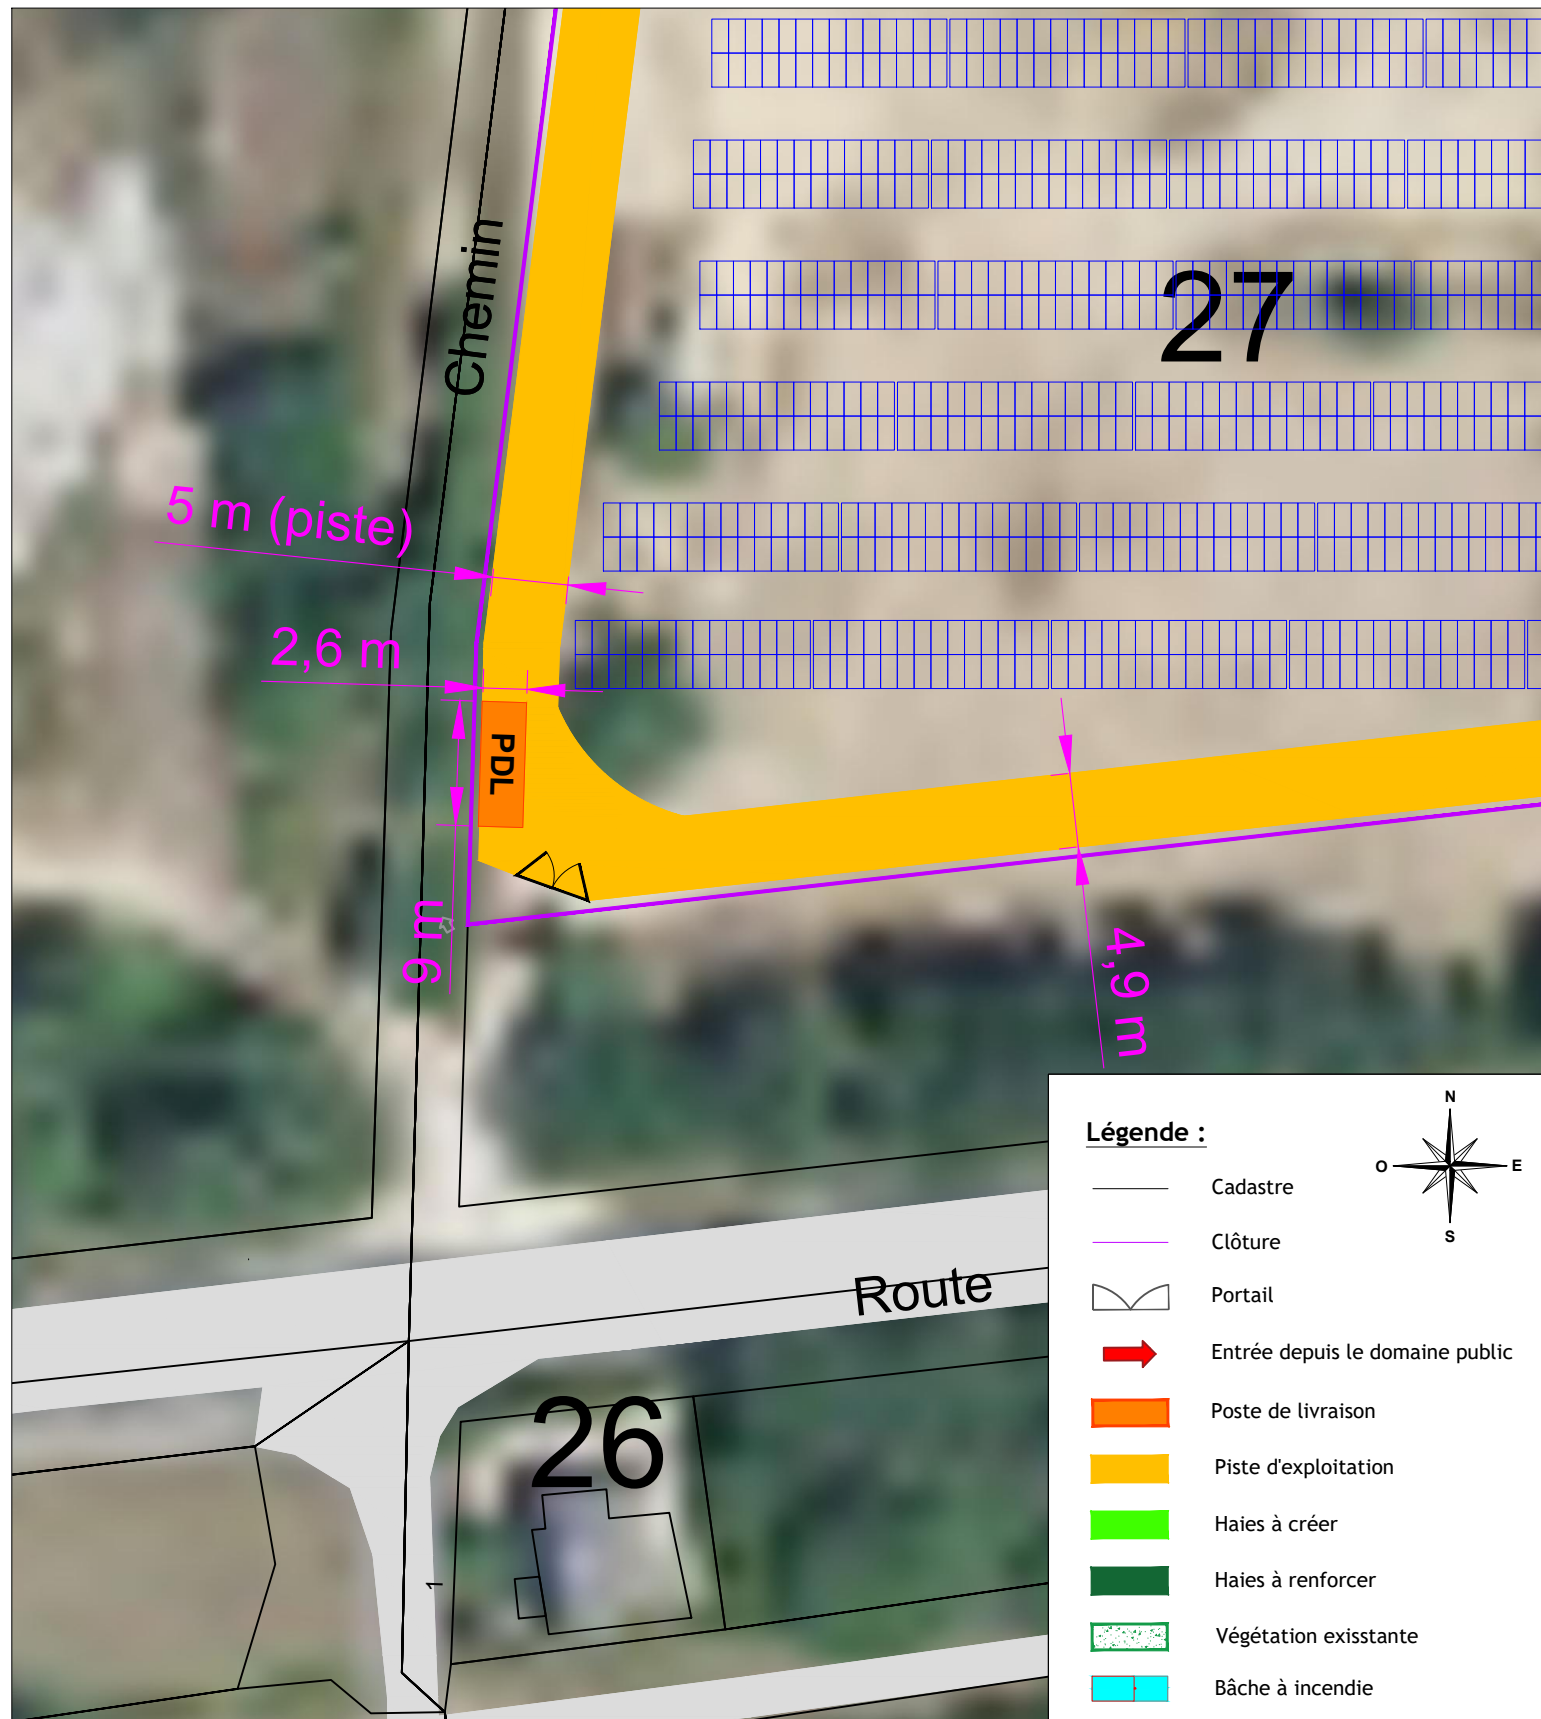 27
Chemin
5 m (piste)
2,6 m
PDL
9 m
4,9 m
Route
26
1
Légende :
N
O
E
S
Cadastre
Clôture
Portail
Entrée depuis le domaine public
Poste de livraison
Piste d'exploitation
Haies à créer
Haies à renforcer
Végétation exisstante
Bâche à incendie